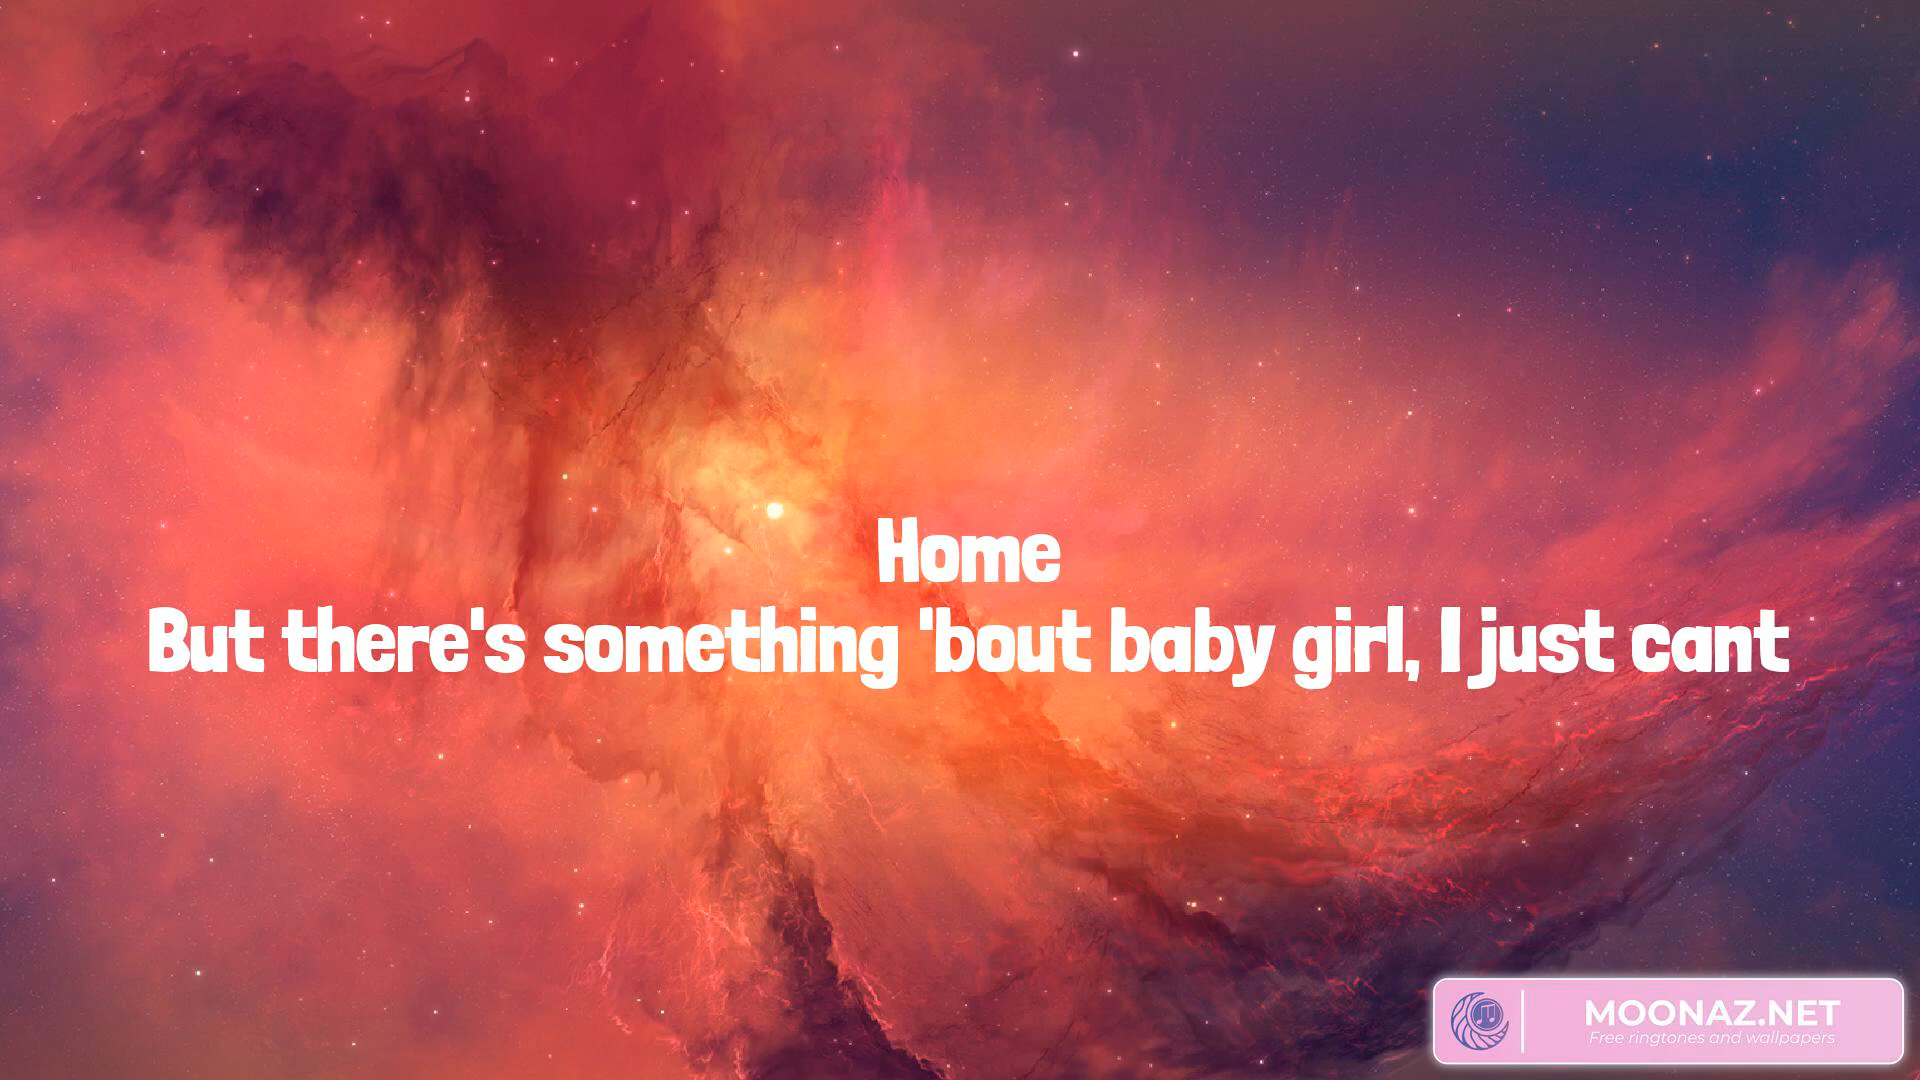 Home
But there's something 'bout baby girl, I just cant
MOONAZ.NET
Free ringtones and wallpapers